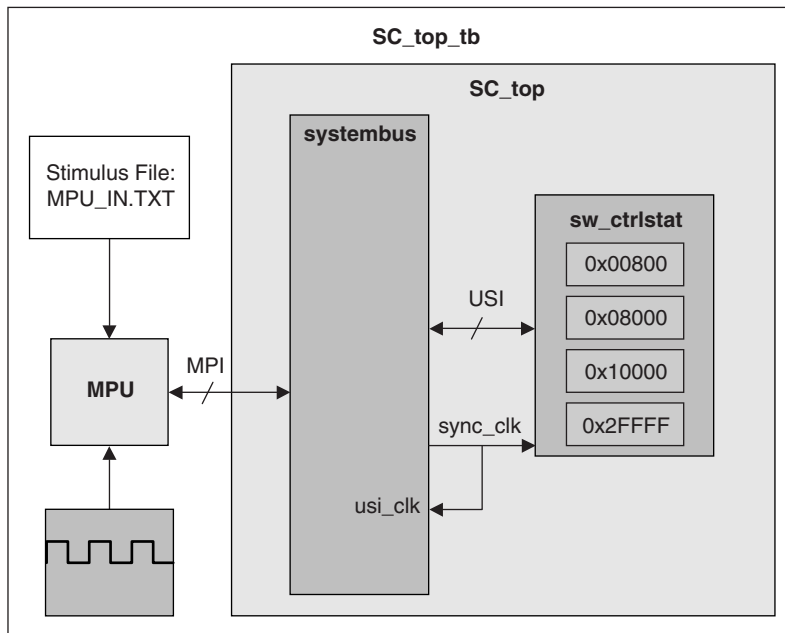 SC_top_tb
SC_top
systembus
Stimulus File:
MPU_IN.TXT
sw_ctrlstat
0x00800
USI
0x08000
MPI
MPU
0x10000
0x2FFFF
sync_clk
usi_clk